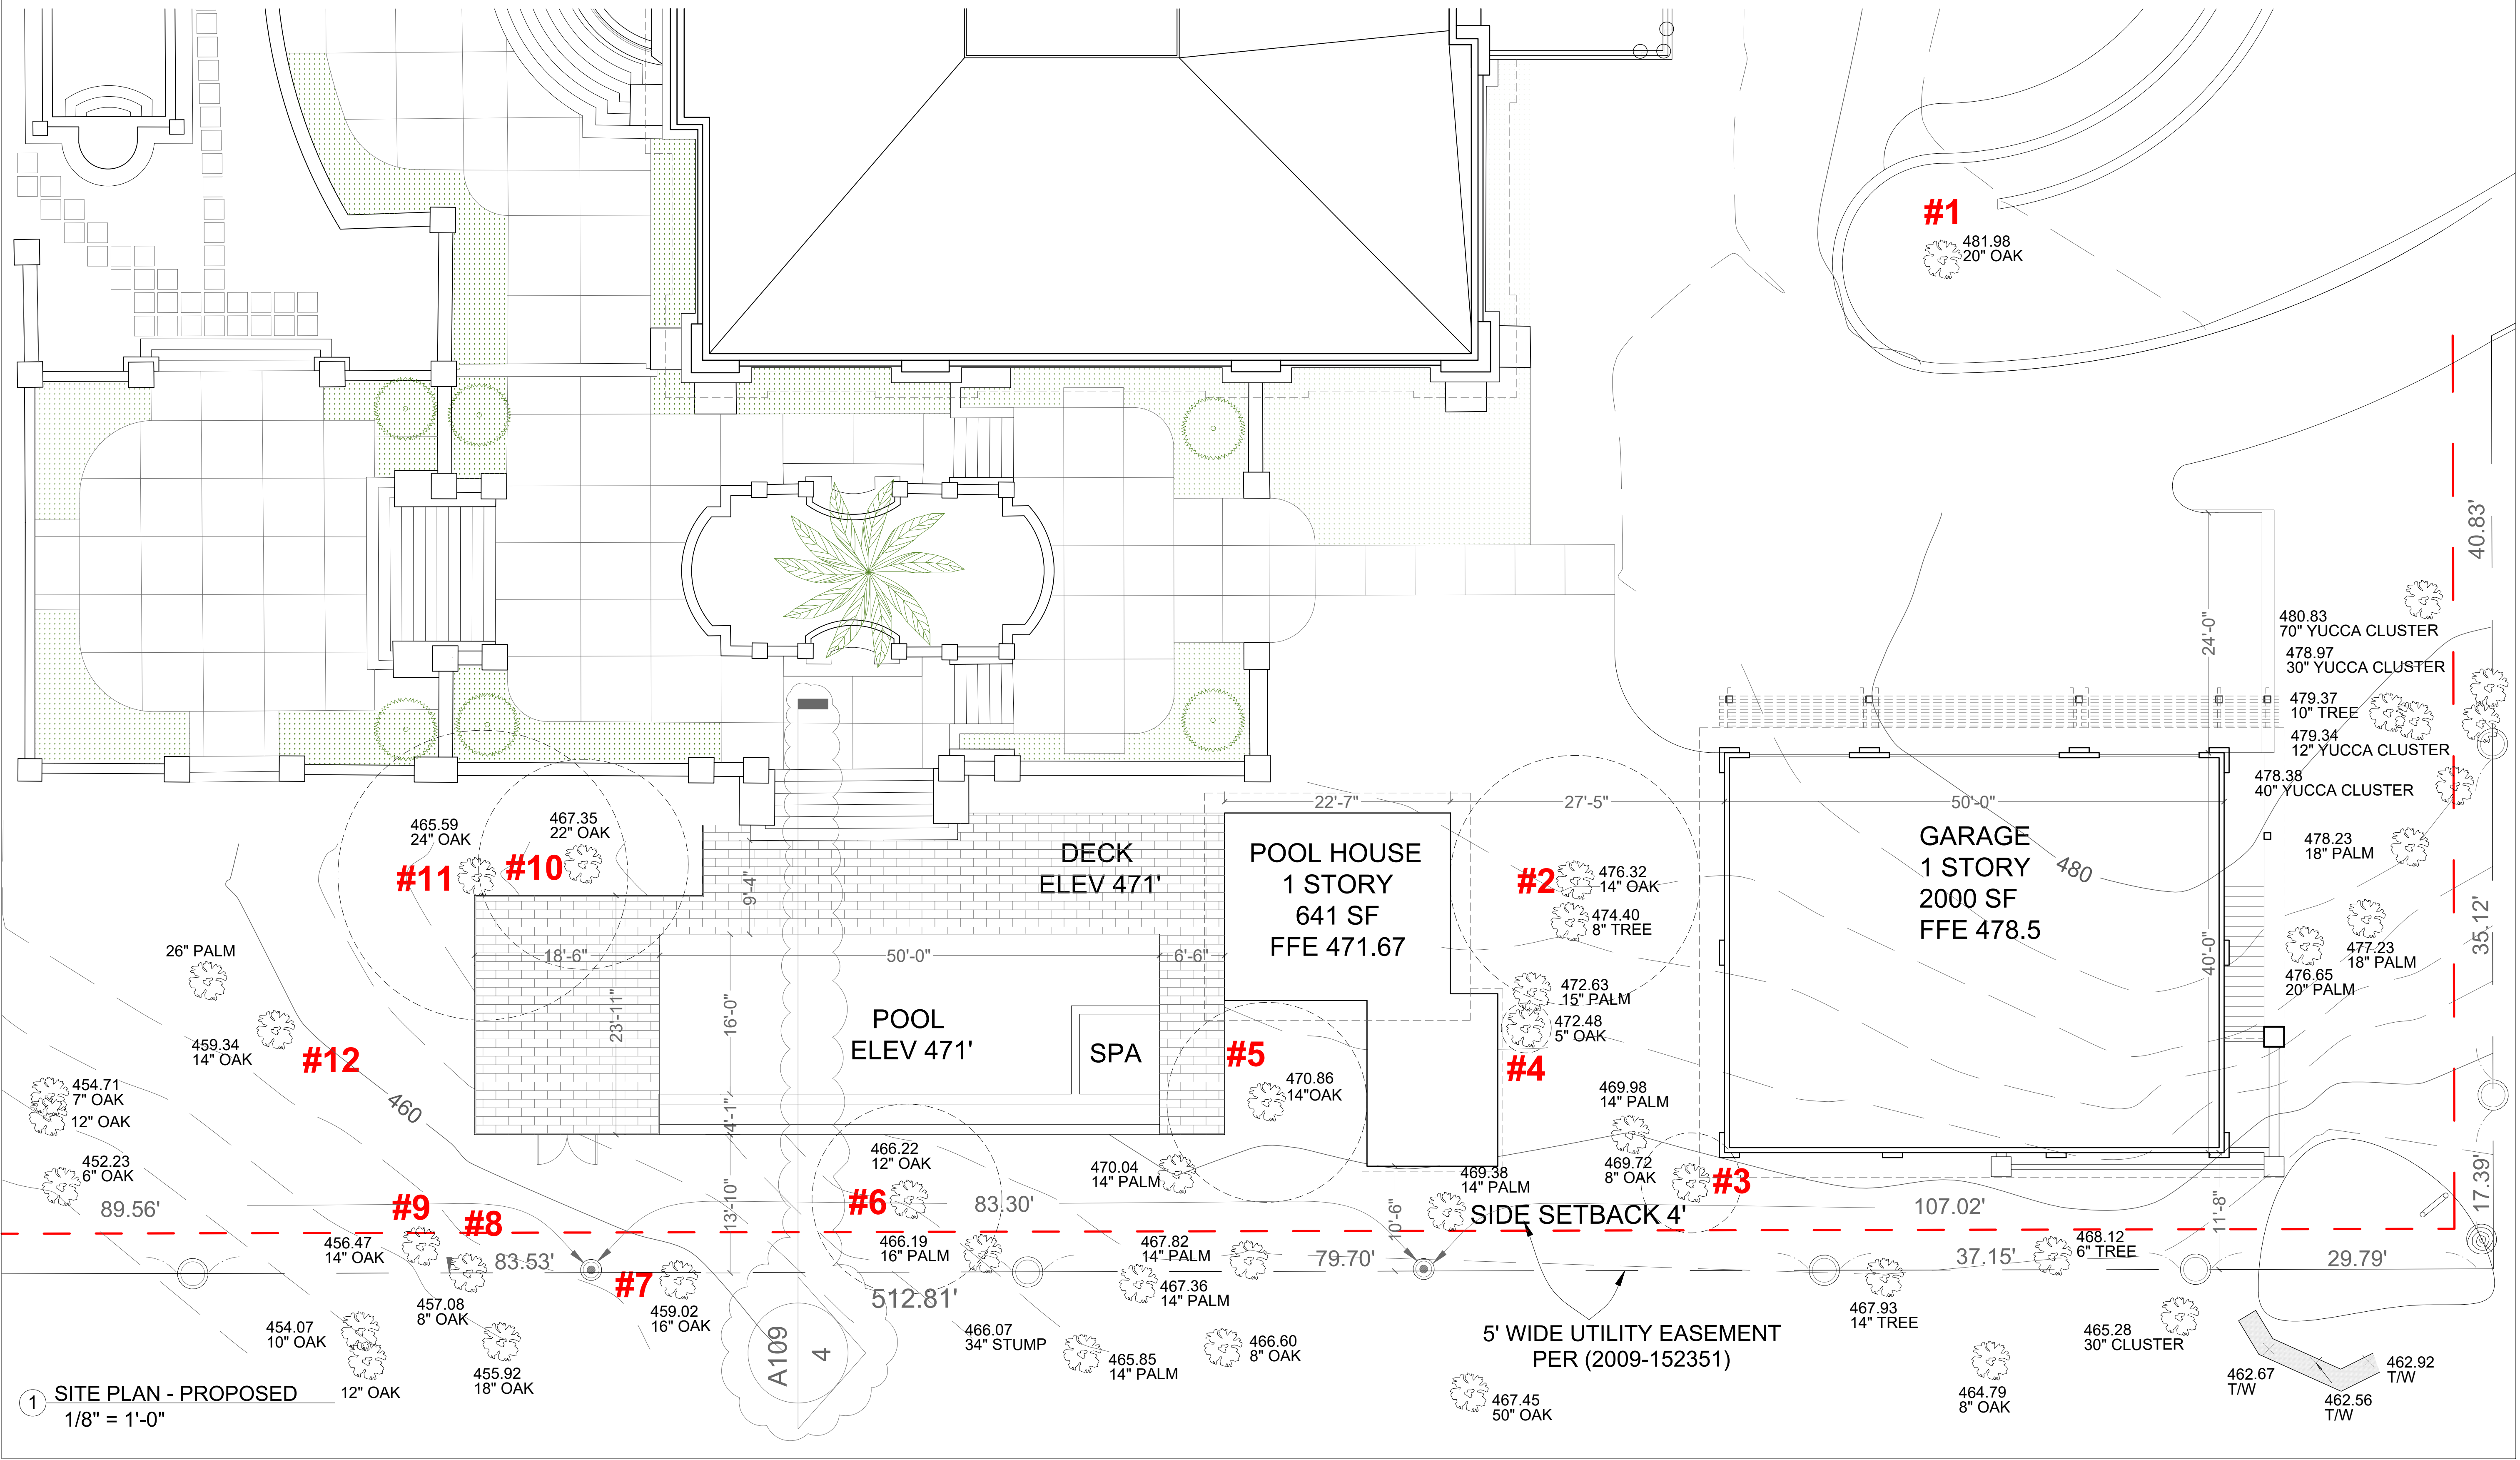 #1
481.98
20" OAK
40.83'
480.83
70" YUCCA CLUSTER
478.97
30" YUCCA CLUSTER
479.37
10" TREE
479.34
12" YUCCA CLUSTER
478.38
40" YUCCA CLUSTER
24'-0"
22'-7"
27'-5"
50'-0"
465.59
24" OAK
467.35
22" OAK
#11
#10
DECK
ELEV 471'
9'-4"
POOL HOUSE
1 STORY
641 SF
FFE 471.67
#2
476.32
14" OAK
474.40
8" TREE
GARAGE
1 STORY
2000 SF
FFE 478.5
480
478.23
18" PALM
35.12'
477.23
18" PALM
476.65
20" PALM
40'-0"
26" PALM
18'-6"
50'-0"
6'-6"
23'-11"
16'-0"
472.63
15" PALM
472.48
5" OAK
459.34
14" OAK
#12
POOL
ELEV 471'
SPA
#5
470.86
14"OAK
#4
454.71
7" OAK
12" OAK
460
4'-1"
469.98
14" PALM
452.23
6" OAK
466.22
12" OAK
470.04
14" PALM
469.38
14" PALM
469.72
8" OAK
#3
89.56'
#9
#8
13'-10"
#6
83.30'
10'-6"
SIDE SETBACK 4'
107.02'
11'-8"
17.39'
456.47
14" OAK
83.53'
#7
466.19
16" PALM
467.82
14" PALM
79.70'
468.12
6" TREE
37.15'
29.79'
457.08
8" OAK
459.02
16" OAK
512.81'
467.36
14" PALM
467.93
14" TREE
454.07
10" OAK
466.07
34" STUMP
466.60
8" OAK
5' WIDE UTILITY EASEMENT
PER (2009-152351)
465.28
30" CLUSTER
12" OAK
455.92
18" OAK
A109
4
465.85
14" PALM
467.45
50" OAK
464.79
8" OAK
462.67
T/W
462.56
T/W
462.92
T/W
1
SITE PLAN - PROPOSED
1/8" = 1'-0"